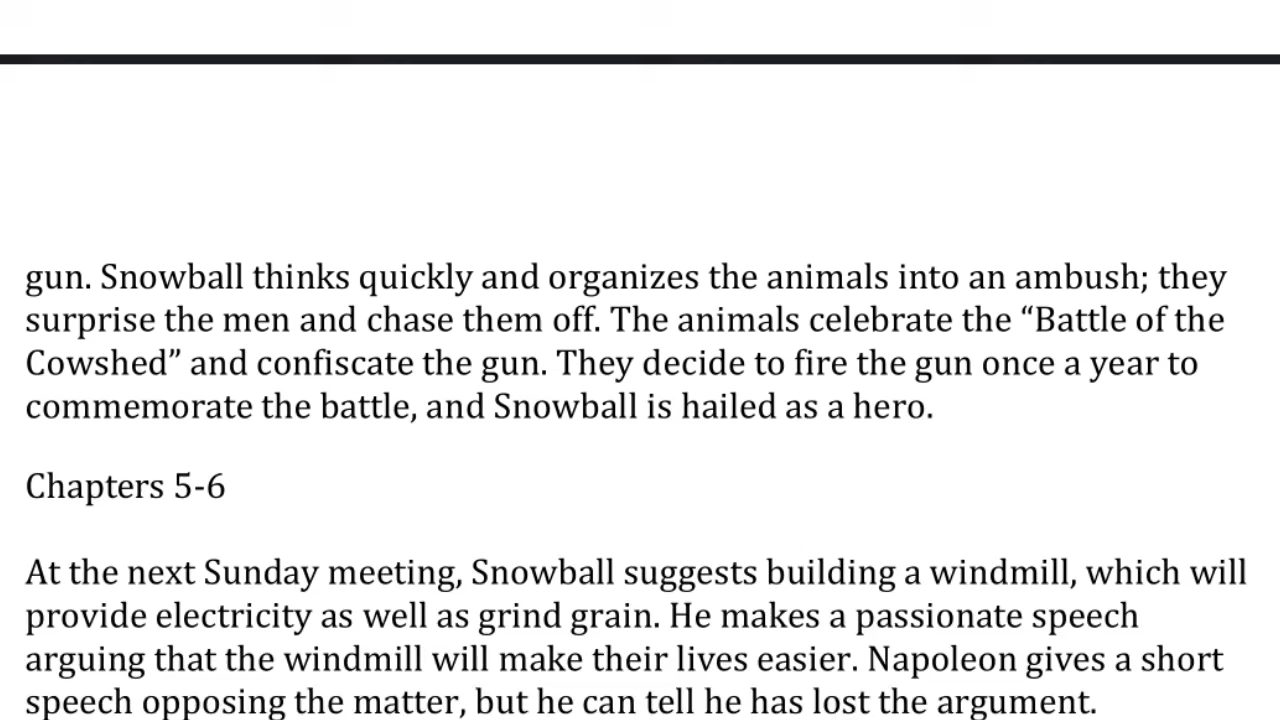 gun. Snowball thinks quickly and organizes the animals into an ambush; they
surprise the men and chase them off. The animals celebrate the “Battle of the
Cowshed” and confiscate the gun. They decide to fire the gun once a year to
commemorate the battle, and Snowball is hailed as a hero.
Chapters 5-6
At the next Sunday meeting, Snowball suggests building a windmill, which will
provide electricity as well as grind grain. He makes a passionate speech
arguing that the windmill will make their lives easier. Napoleon gives a short
speech opposing the matter, but he can tell he has lost the argument.